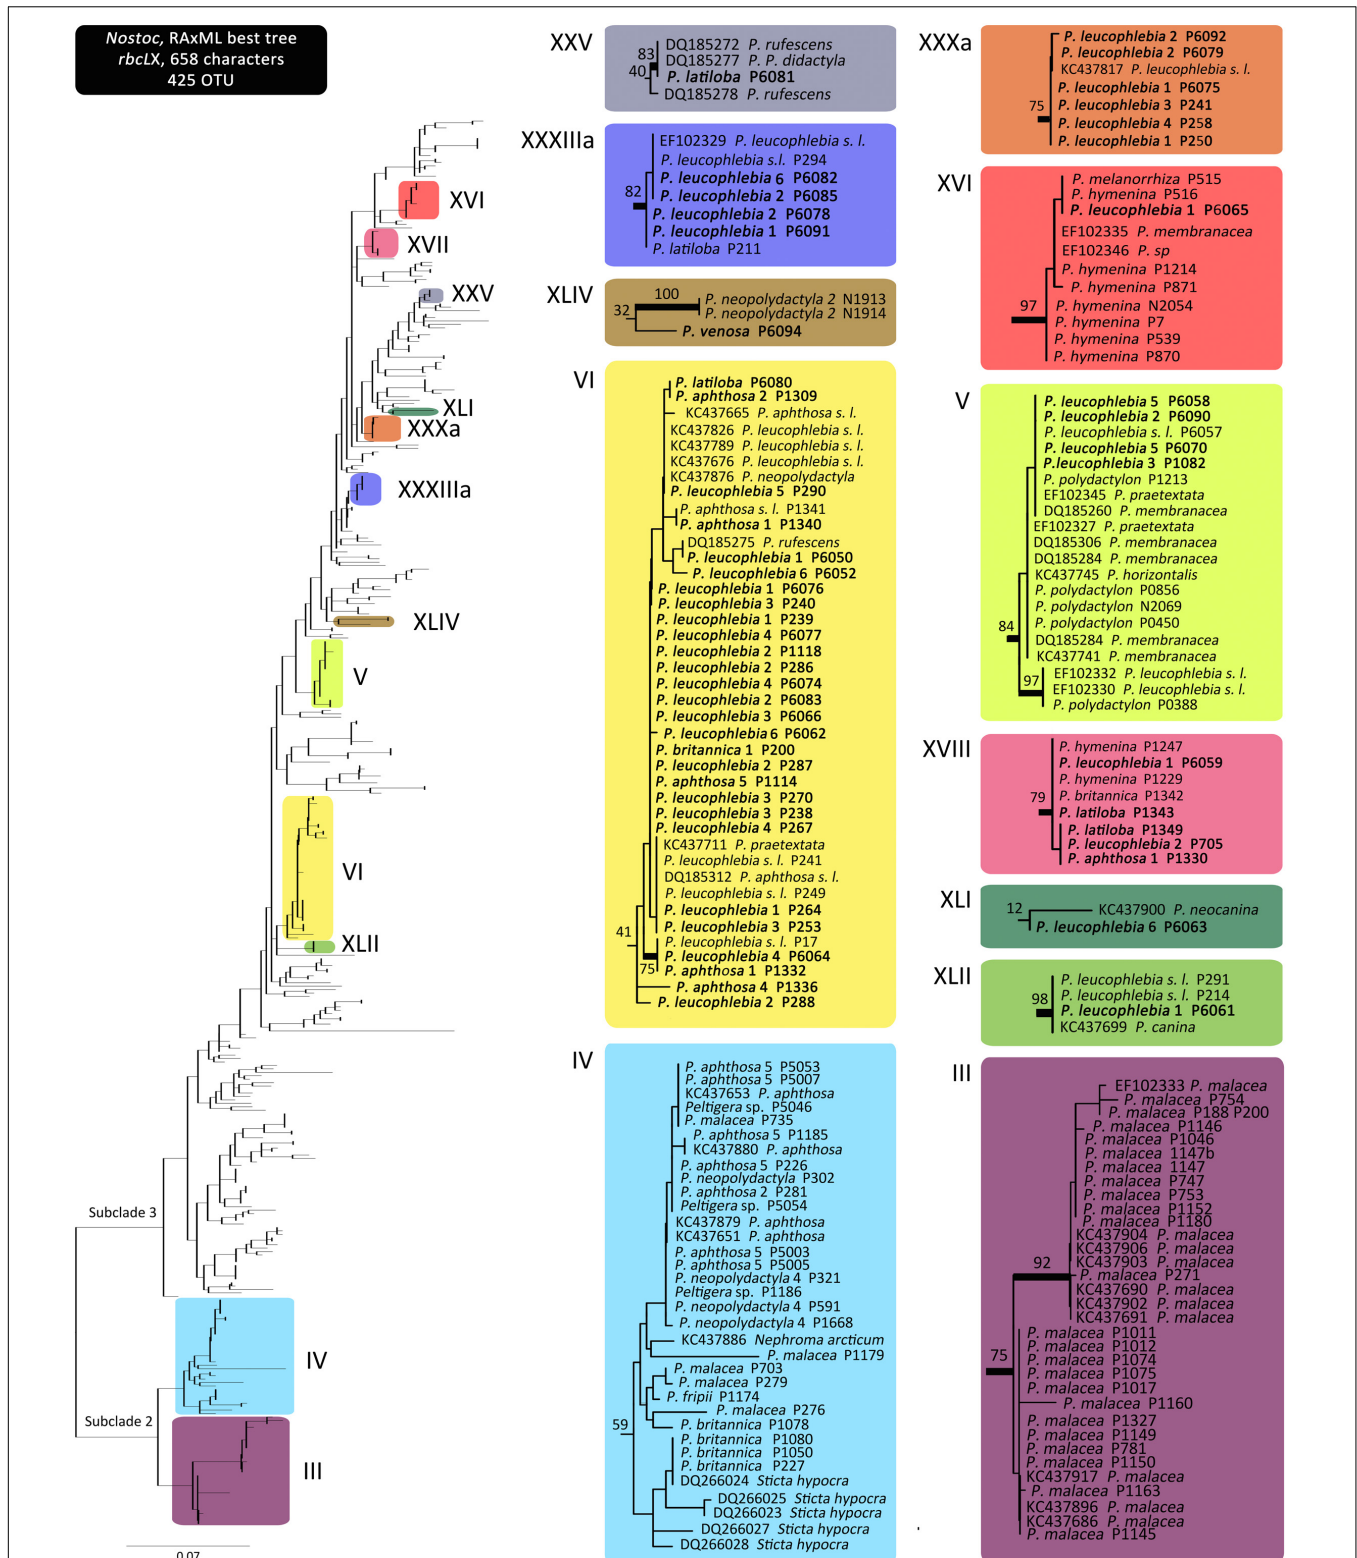 Nostoc, RAxML best tree
rbcLX, 658 characters
425 OTU
XVI
XVII
XXV
XLI
XXXa
XXXIIIa
XLIV
V
VI
XLII
Subclade 3
IV
Subclade 2
III
0.07
XXV
83
40
DQ185272 P. rufescens
DQ185277 P. P. didactyla
P. latiloba P6081
DQ185278 P. rufescens
XXXIIIa
82
EF102329 P. leucophlebia s. l.
P. leucophlebia s.l. P294
P. leucophlebia 6 P6082
P. leucophlebia 2 P6085
P. leucophlebia 2 P6078
P. leucophlebia 1 P6091
P. latiloba P211
XLIV
100
32
P. neopolydactyla 2 N1913
P. neopolydactyla 2 N1914
P. venosa P6094
VI
P. latiloba P6080
P. aphthosa 2 P1309
KC437665 P. aphthosa s. l.
KC437826 P. leucophlebia s. l.
KC437789 P. leucophlebia s. l.
KC437676 P. leucophlebia s. l.
KC437876 P. neopolydactyla
P. leucophlebia 5 P290
P. aphthosa s. l. P1341
P. aphthosa 1 P1340
DQ185275 P. rufescens
P. leucophlebia 1 P6050
P. leucophlebia 6 P6052
P. leucophlebia 1 P6076
P. leucophlebia 3 P240
P. leucophlebia 1 P239
P. leucophlebia 4 P6077
P. leucophlebia 2 P1118
P. leucophlebia 2 P286
P. leucophlebia 4 P6074
P. leucophlebia 2 P6083
P. leucophlebia 3 P6066
P. leucophlebia 6 P6062
P. britannica 1 P200
P. leucophlebia 2 P287
P. aphthosa 5 P1114
P. leucophlebia 3 P270
P. leucophlebia 3 P238
P. leucophlebia 4 P267
KC437711 P. praetextata
P. leucophlebia s. l. P241
DQ185312 P. aphthosa s. l.
P. leucophlebia s. l. P249
P. leucophlebia 1 P264
P. leucophlebia 3 P253
41
P. leucophlebia s. l. P17
P. leucophlebia 4 P6064
75
P. aphthosa 1 P1332
P. aphthosa 4 P1336
P. leucophlebia 2 P288
IV
P. aphthosa 5 P5053
P. aphthosa 5 P5007
KC437653 P. aphthosa
Peltigera sp. P5046
P. malacea P735
P. aphthosa 5 P1185
KC437880 P. aphthosa
P. aphthosa 5 P226
P. neopolydactyla P302
P. aphthosa 2 P281
Peltigera sp. P5054
KC437879 P. aphthosa
KC437651 P. aphthosa
P. aphthosa 5 P5003
P. aphthosa 5 P5005
P. neopolydactyla 4 P321
Peltigera sp. P1186
P. neopolydactyla 4 P591
P. neopolydactyla 4 P1668
KC437886 Nephroma arcticum
P. malacea P1179
P. malacea P703
P. malacea P279
P. fripii P1174
P. malacea P276
59
P. britannica P1078
P. britannica P1080
P. britannica P1050
P. britannica P227
DQ266024 Sticta hypocra
DQ266025 Sticta hypocra
DQ266023 Sticta hypocra
DQ266027 Sticta hypocra
DQ266028 Sticta hypocra
XXXa
75
P. leucophlebia 2 P6092
P. leucophlebia 2 P6079
KC437817 P. leucophlebia s. l.
P. leucophlebia 1 P6075
P. leucophlebia 3 P241
P. leucophlebia 4 P258
P. leucophlebia 1 P250
XVI
P. melanorrhiza P515
P. hymenina P516
P. leucophlebia 1 P6065
EF102335 P. membranacea
EF102346 P. sp
P. hymenina P1214
P. hymenina P871
97
P. hymenina N2054
P. hymenina P7
P. hymenina P539
P. hymenina P870
V
P. leucophlebia 5 P6058
P. leucophlebia 2 P6090
P. leucophlebia s. l. P6057
P. leucophlebia 5 P6070
P.leucophlebia 3 P1082
P. polydactylon P1213
EF102345 P. praetextata
DQ185260 P. membranacea
EF102327 P. praetextata
DQ185306 P. membranacea
DQ185284 P. membranacea
KC437745 P. horizontalis
P. polydactylon P0856
P. polydactylon N2069
P. polydactylon P0450
84
DQ185284 P. membranacea
KC437741 P. membranacea
97
EF102332 P. leucophlebia s. l.
EF102330 P. leucophlebia s. l.
P. polydactylon P0388
XVIII
P. hymenina P1247
P. leucophlebia 1 P6059
P. hymenina P1229
79
P. britannica P1342
P. latiloba P1343
P. latiloba P1349
P. leucophlebia 2 P705
P. aphthosa 1 P1330
XLI
12
KC437900 P. neocanina
P. leucophlebia 6 P6063
XLII
98
P. leucophlebia s. l. P291
P. leucophlebia s. l. P214
P. leucophlebia 1 P6061
KC437699 P. canina
III
EF102333 P. malacea
P. malacea P754
P. malacea P188 P200
P. malacea P1146
P. malacea P1046
P. malacea 1147b
P. malacea 1147
P. malacea P747
P. malacea P753
P. malacea P1152
P. malacea P1180
KC437904 P. malacea
KC437906 P. malacea
92
KC437903 P. malacea
P. malacea P271
KC437690 P. malacea
KC437902 P. malacea
KC437691 P. malacea
P. malacea P1011
P. malacea P1012
75
P. malacea P1074
P. malacea P1075
P. malacea P1017
P. malacea P1160
P. malacea P1327
P. malacea P1149
P. malacea P781
P. malacea P1150
KC437917 P. malacea
P. malacea P1163
KC437896 P. malacea
KC437686 P. malacea
P. malacea P1145